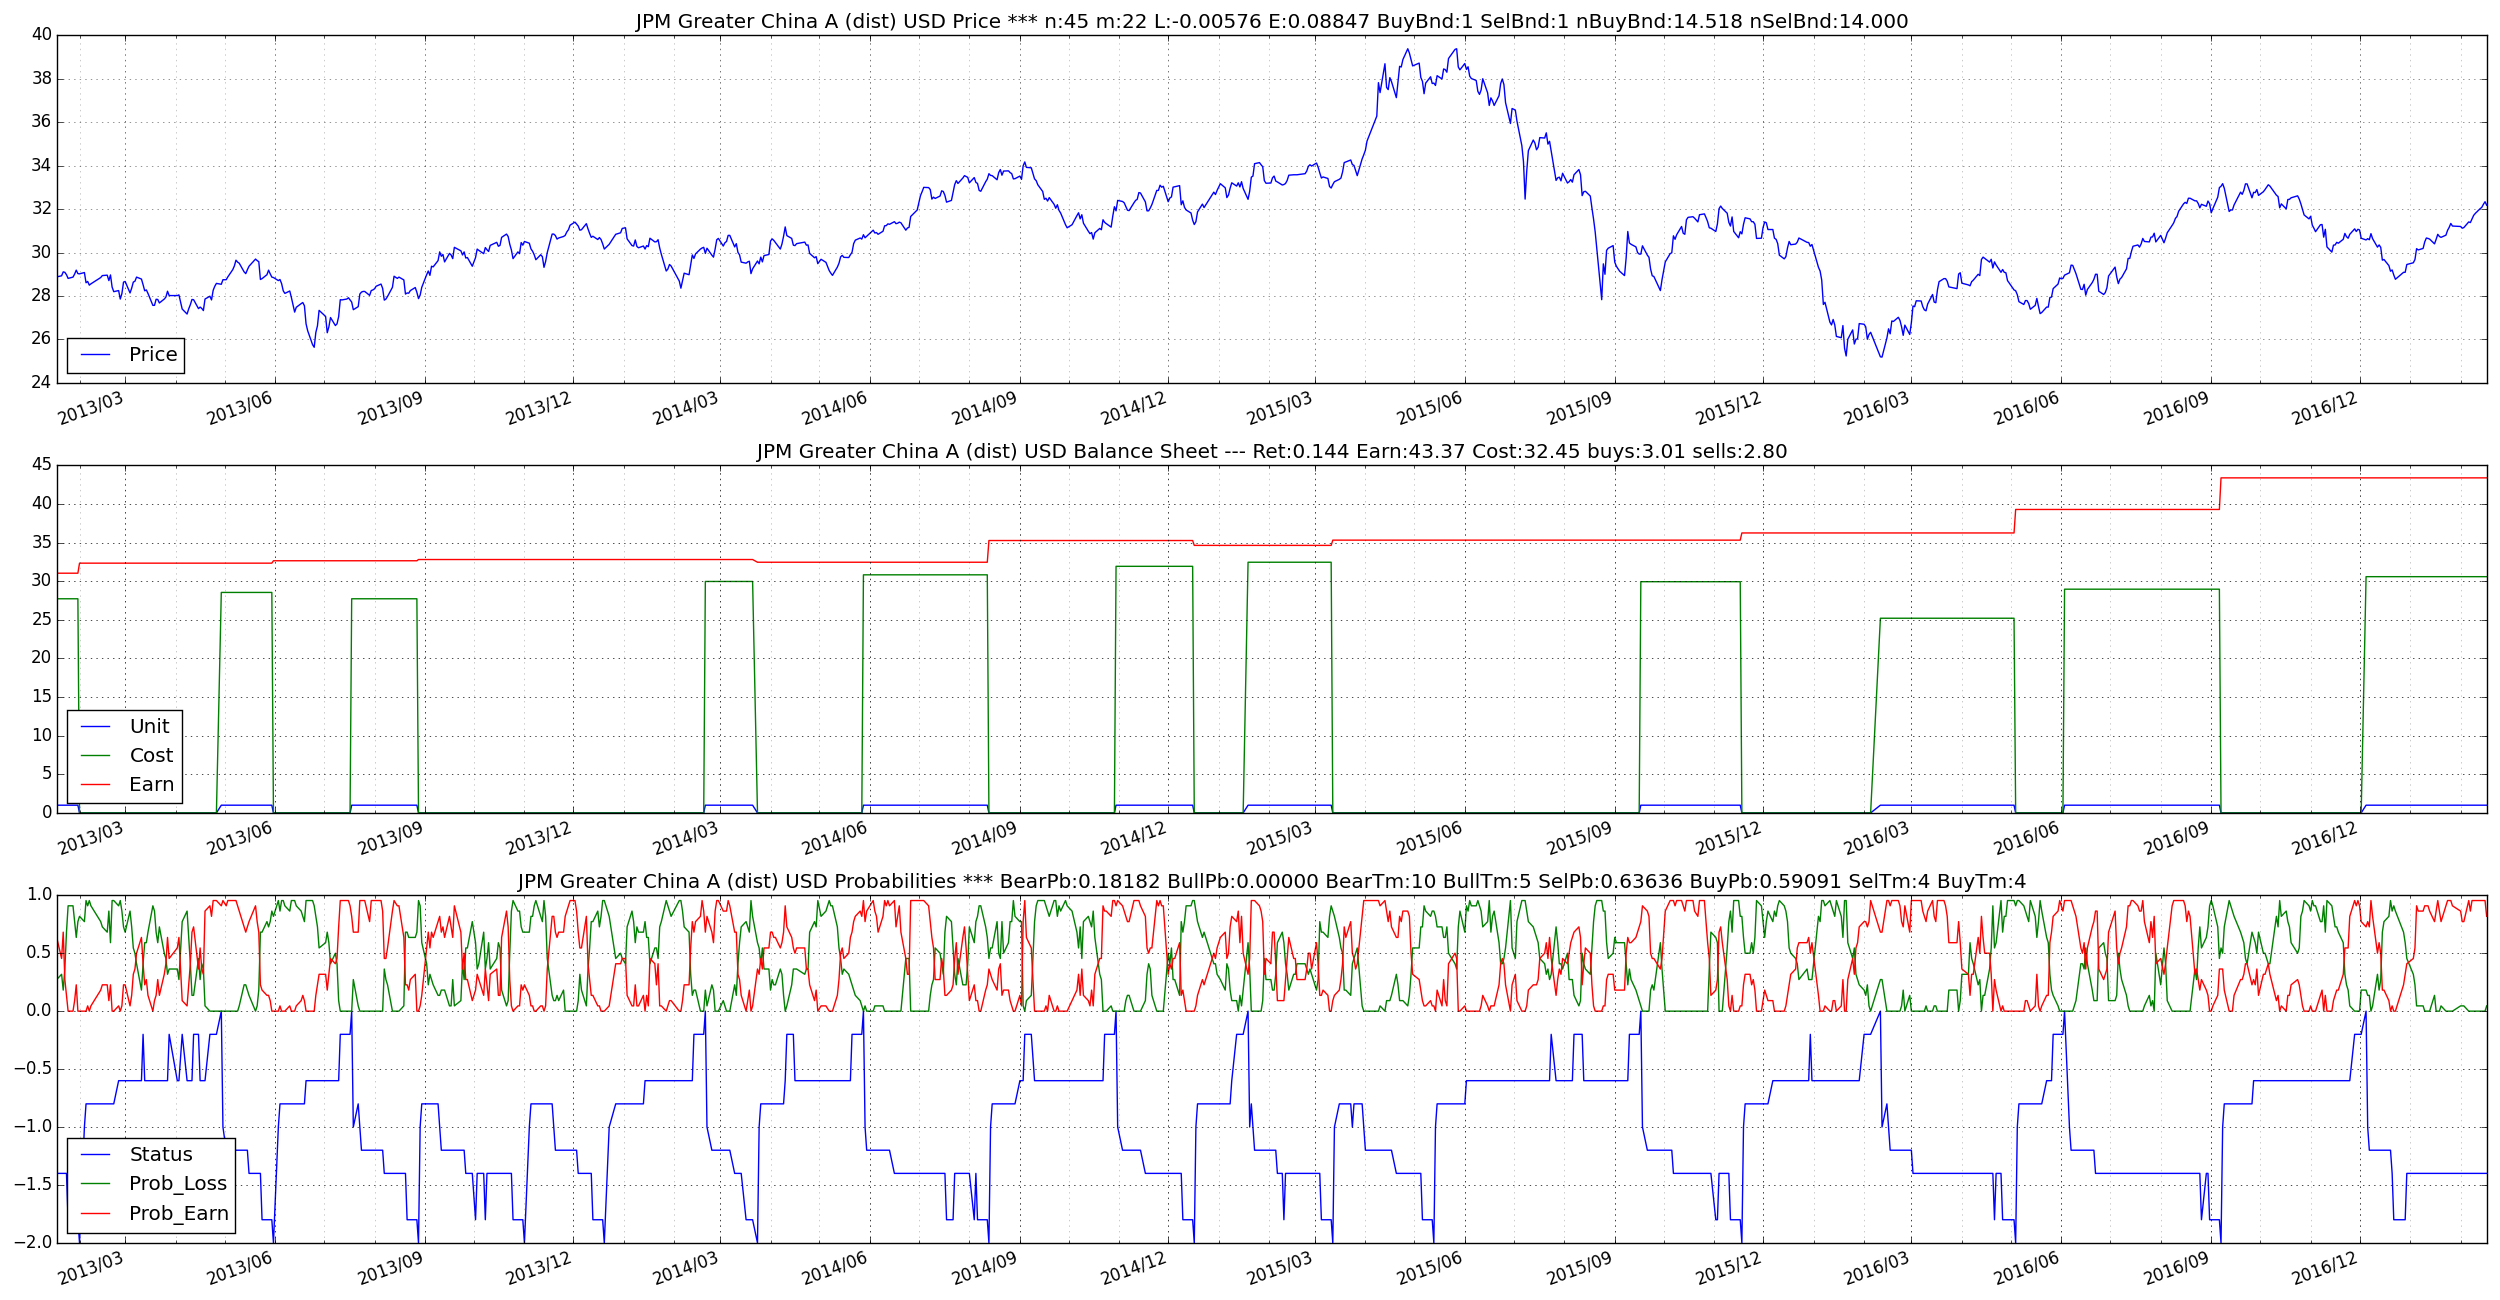 JPM Greater China A (dist) USD Price *** n:45 m:22 L:-0.00576 E:0.08847 BuyBnd:1 SelBnd:1 nBuyBnd:14.518 nSelBnd:14.000
40
38
36
34
32
30
28
26
24
Price
2013/03 2013/06 2013/09 2013/12 2014/03 2014/06 2014/09 2014/12 2015/03 2015/06 2015/09 2015/12 2016/03 2016/06 2016/09 2016/12
JPM Greater China A (dist) USD Balance Sheet --- Ret:0.144 Earn:43.37 Cost:32.45 buys:3.01 sells:2.80
45
40
35
30
25
20
15
10
5
0
Unit
Cost
Earn
2013/03 2013/06 2013/09 2013/12 2014/03 2014/06 2014/09 2014/12 2015/03 2015/06 2015/09 2015/12 2016/03 2016/06 2016/09 2016/12
JPM Greater China A (dist) USD Probabilities *** BearPb:0.18182 BullPb:0.00000 BearTm:10 BullTm:5 SelPb:0.63636 BuyPb:0.59091 SelTm:4 BuyTm:4
1.0
0.5
0.0
−0.5
−1.0
−1.5
−2.0
Status
Prob_Loss
Prob_Earn
2013/03 2013/06 2013/09 2013/12 2014/03 2014/06 2014/09 2014/12 2015/03 2015/06 2015/09 2015/12 2016/03 2016/06 2016/09 2016/12